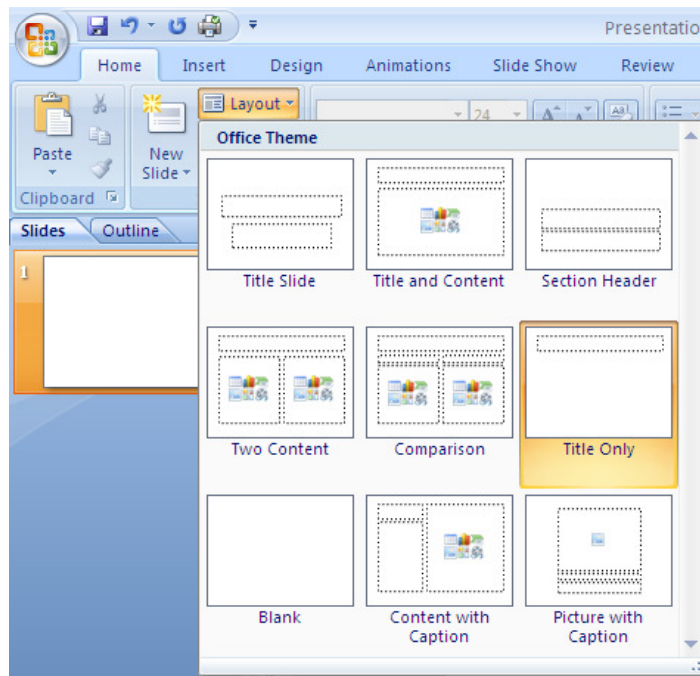 Presentatio
Home Insert Design Animations Slide Show Review
Layout
24
Aa
Paste
New
Slide
Clipboard
Office Theme
Slides Outline
1
Title Slide Title and Content Section Header
Two Content Comparison Title Only
Blank Content with
Caption Picture with
Caption